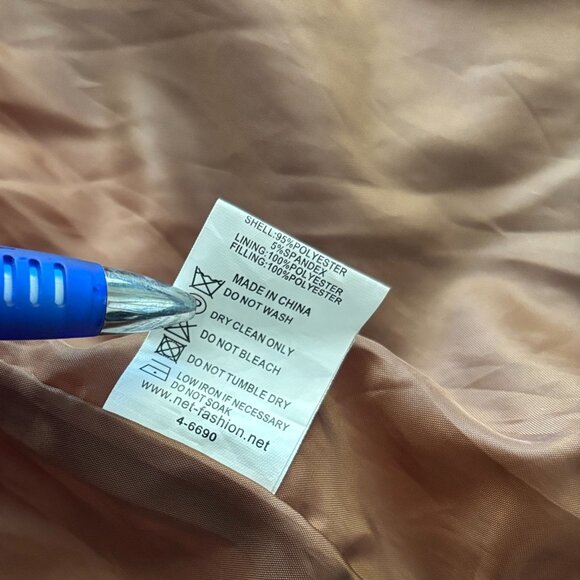 SHELL:95%POLYESTER
5%SPANDEX
LINING:100%POLYESTER
FILLING:100%POLYESTER
MADE IN CHINA
DO NOT WASH
DRY CLEAN ONLY
DO NOT BLEACH
DO NOT TUMBLE DRY
LOW IRON IF NECESSARY
DO NOT SOAK
www.net-fashion.net
4-6690